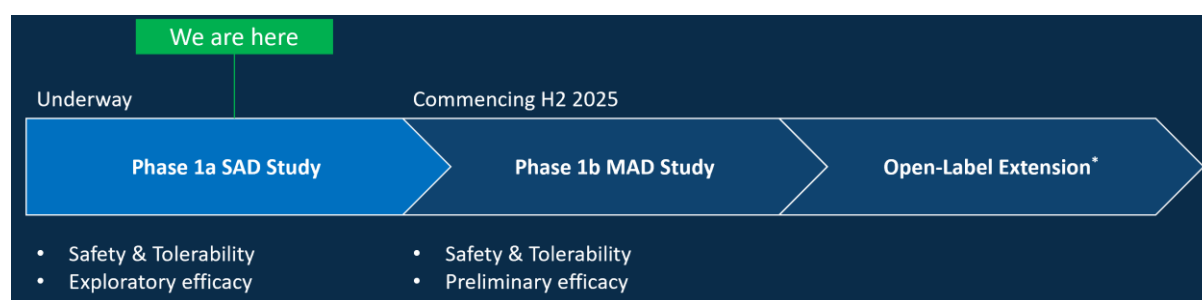 We are here
Underway
Commencing H2 2025
Phase 1a SAD Study
Phase 1b MAD Study
Open-Label Extension*
• Safety & Tolerability
• Exploratory efficacy
• Safety & Tolerability
• Preliminary efficacy